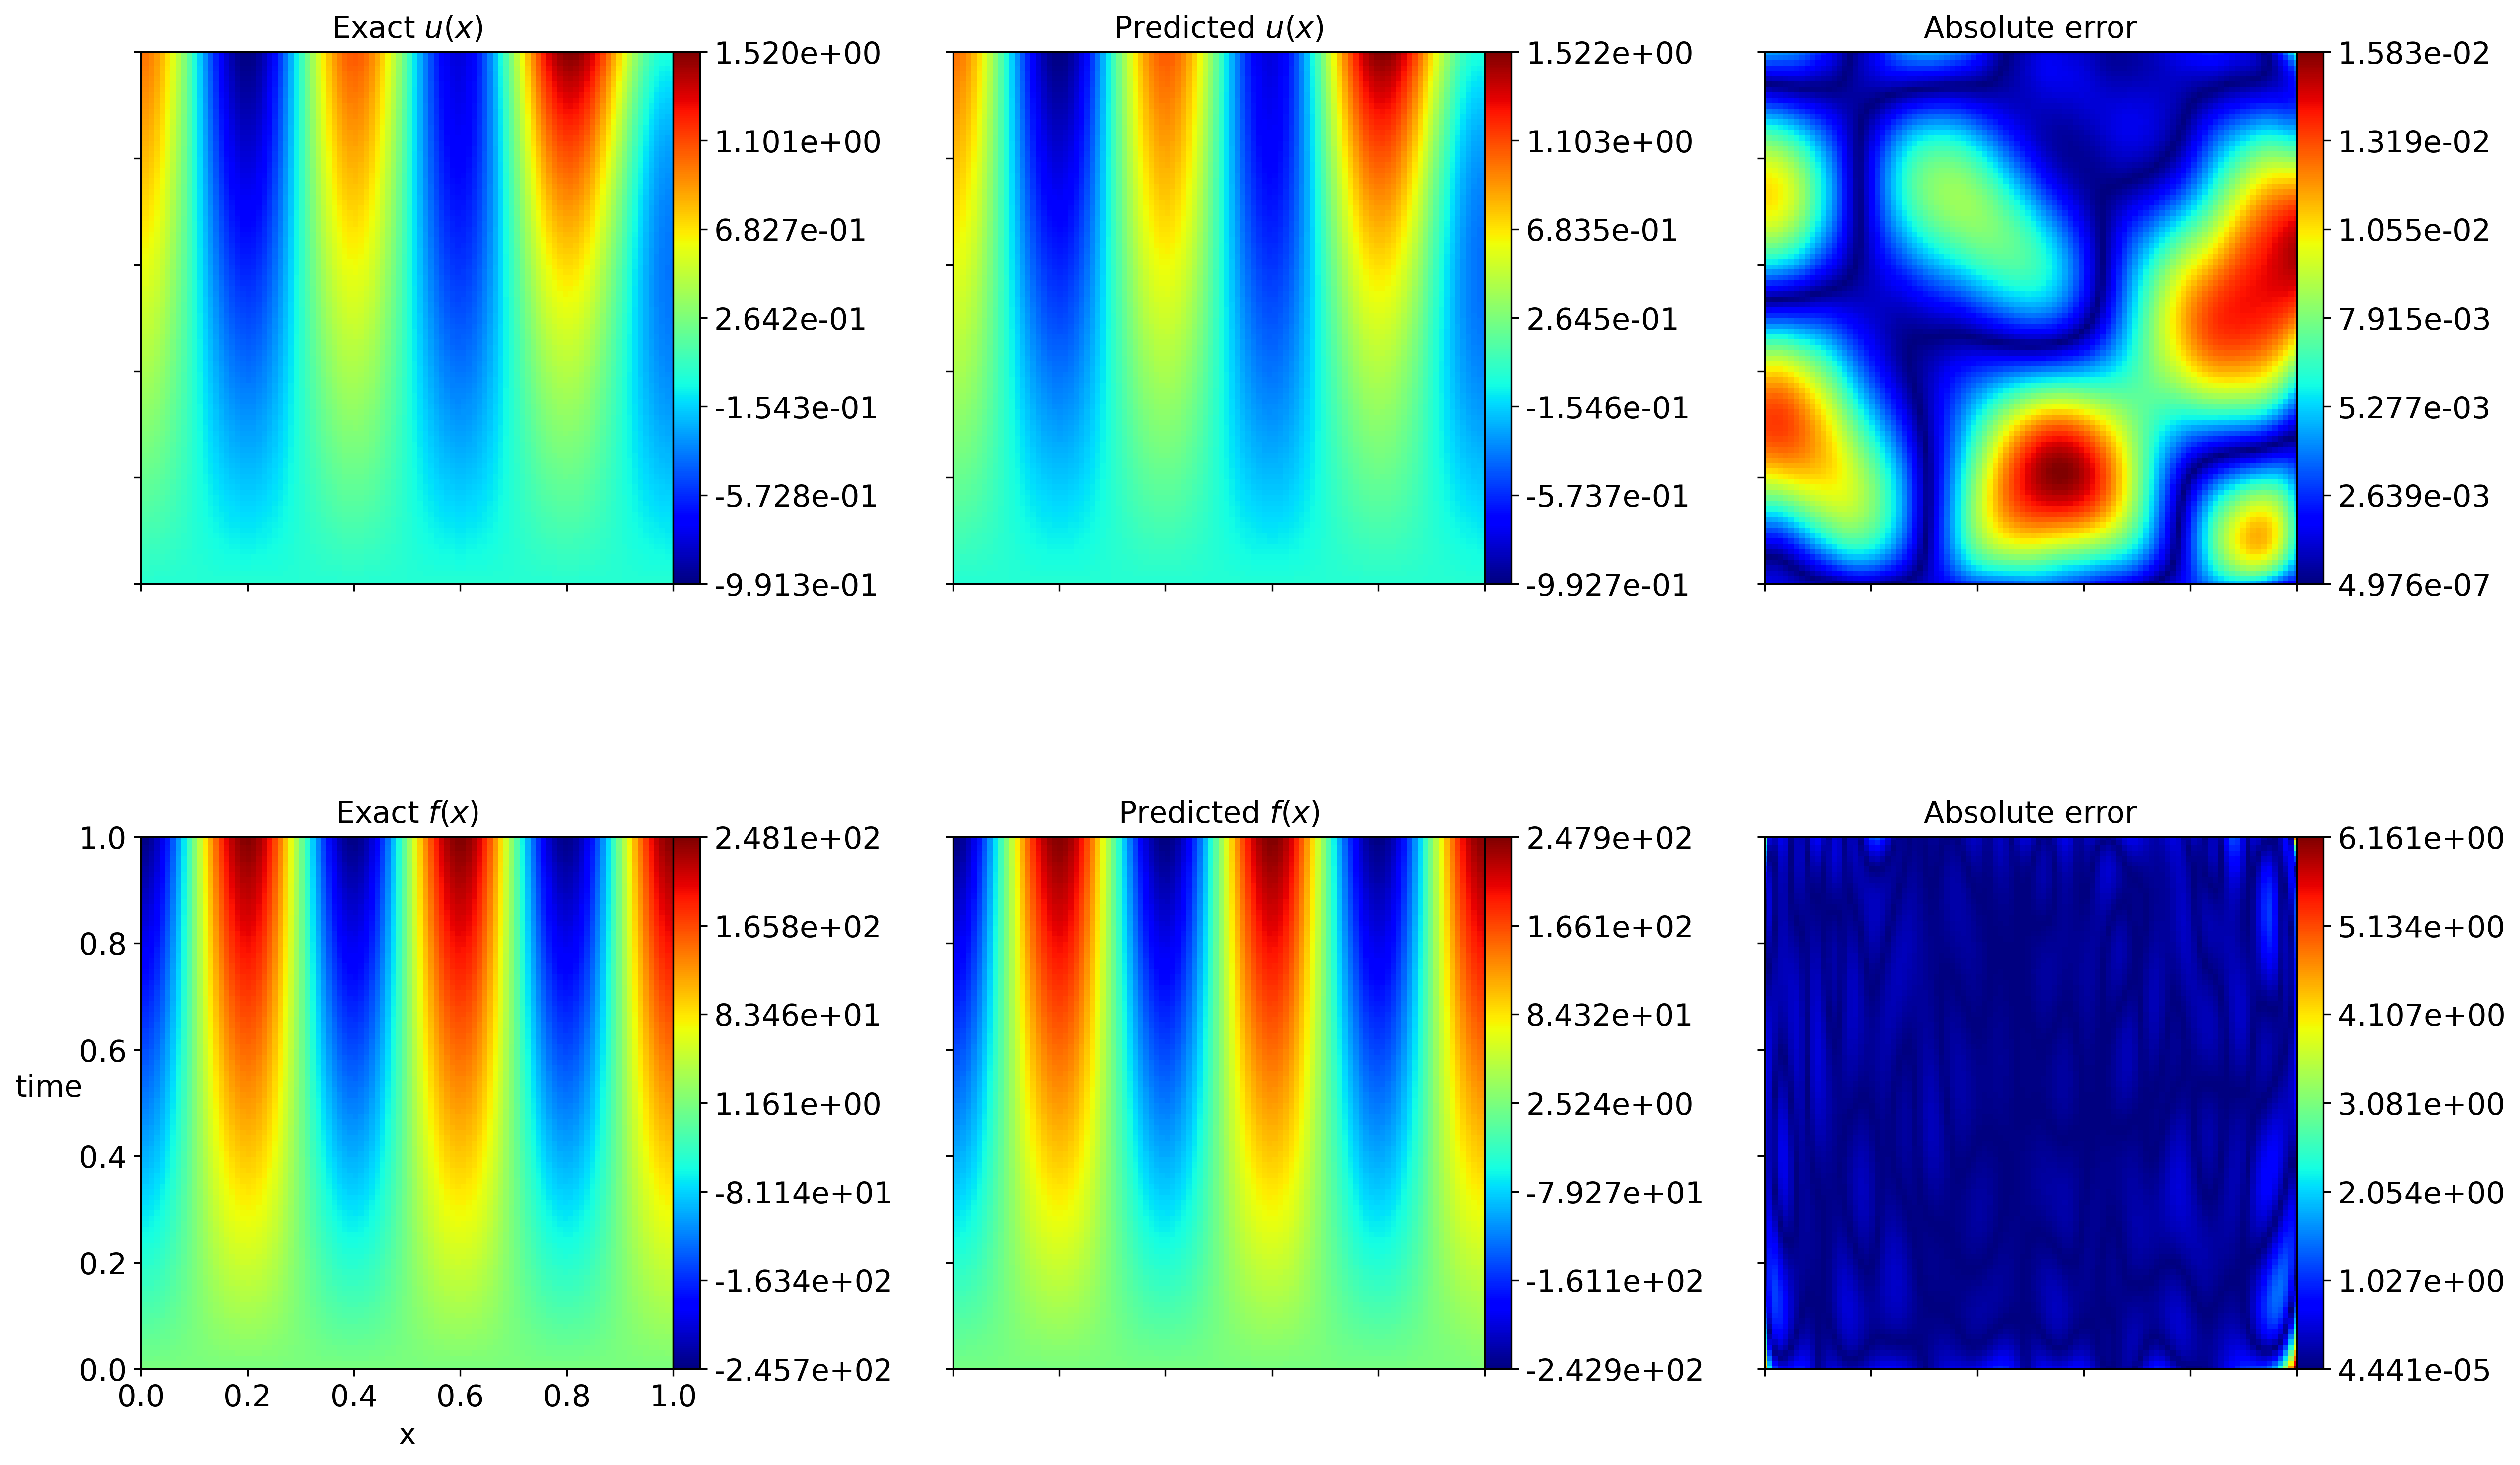 Exact u(x)
1.520e+00
1.101e+00
6.827e-01
2.642e-01
-1.543e-01
-5.728e-01
-9.913e-01
Predicted u(x)
1.522e+00
1.103e+00
6.835e-01
2.645e-01
-1.546e-01
-5.737e-01
-9.927e-01
Absolute error
1.583e-02
1.319e-02
1.055e-02
7.915e-03
5.277e-03
2.639e-03
4.976e-07
Exact f(x)
time
1.0
0.8
0.6
0.4
0.2
0.0
0.0 0.2 0.4 0.6 0.8 1.0
x
2.481e+02
1.658e+02
8.346e+01
1.161e+00
-8.114e+01
-1.634e+02
-2.457e+02
Predicted f(x)
2.479e+02
1.661e+02
8.432e+01
2.524e+00
-7.927e+01
-1.611e+02
-2.429e+02
Absolute error
6.161e+00
5.134e+00
4.107e+00
3.081e+00
2.054e+00
1.027e+00
4.441e-05